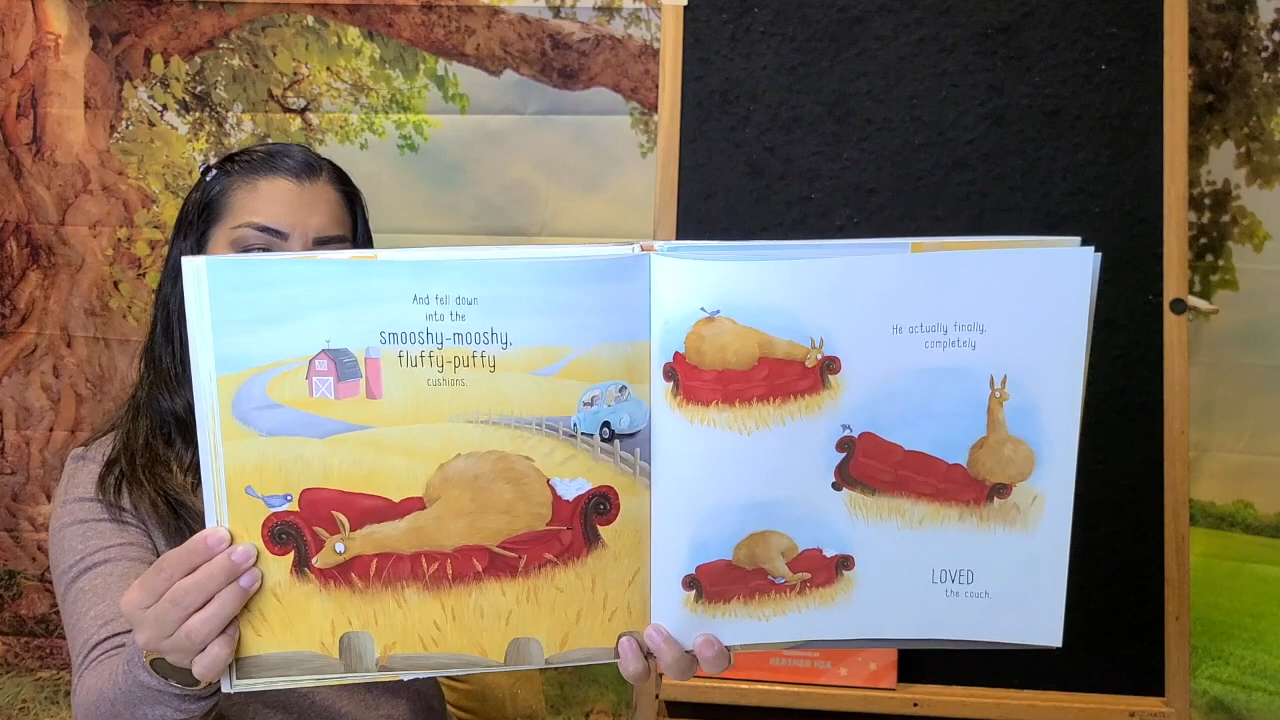 And fell down
into the
smooshy-mooshy,
fluffy-puffy
cushions.
He actually finally,
completely
LOVED
the couch.
HEATHER FOX